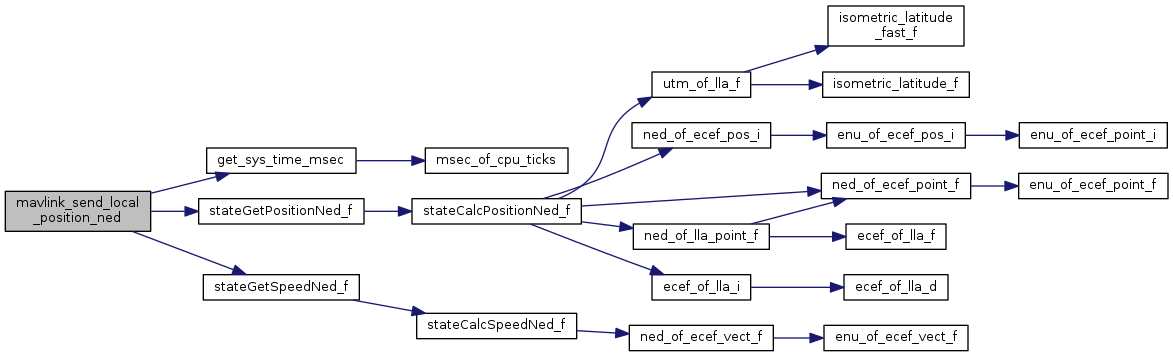 isometric_latitude
_fast_f
utm_of_lla_f
isometric_latitude_f
ned_of_ecef_pos_i
enu_of_ecef_pos_i
enu_of_ecef_point_i
get_sys_time_msec
msec_of_cpu_ticks
mavlink_send_local
_position_ned
stateGetPositionNed_f
stateCalcPositionNed_f
ned_of_ecef_point_f
enu_of_ecef_point_f
ned_of_lla_point_f
ecef_of_lla_f
stateGetSpeedNed_f
ecef_of_lla_i
ecef_of_lla_d
stateCalcSpeedNed_f
ned_of_ecef_vect_f
enu_of_ecef_vect_f